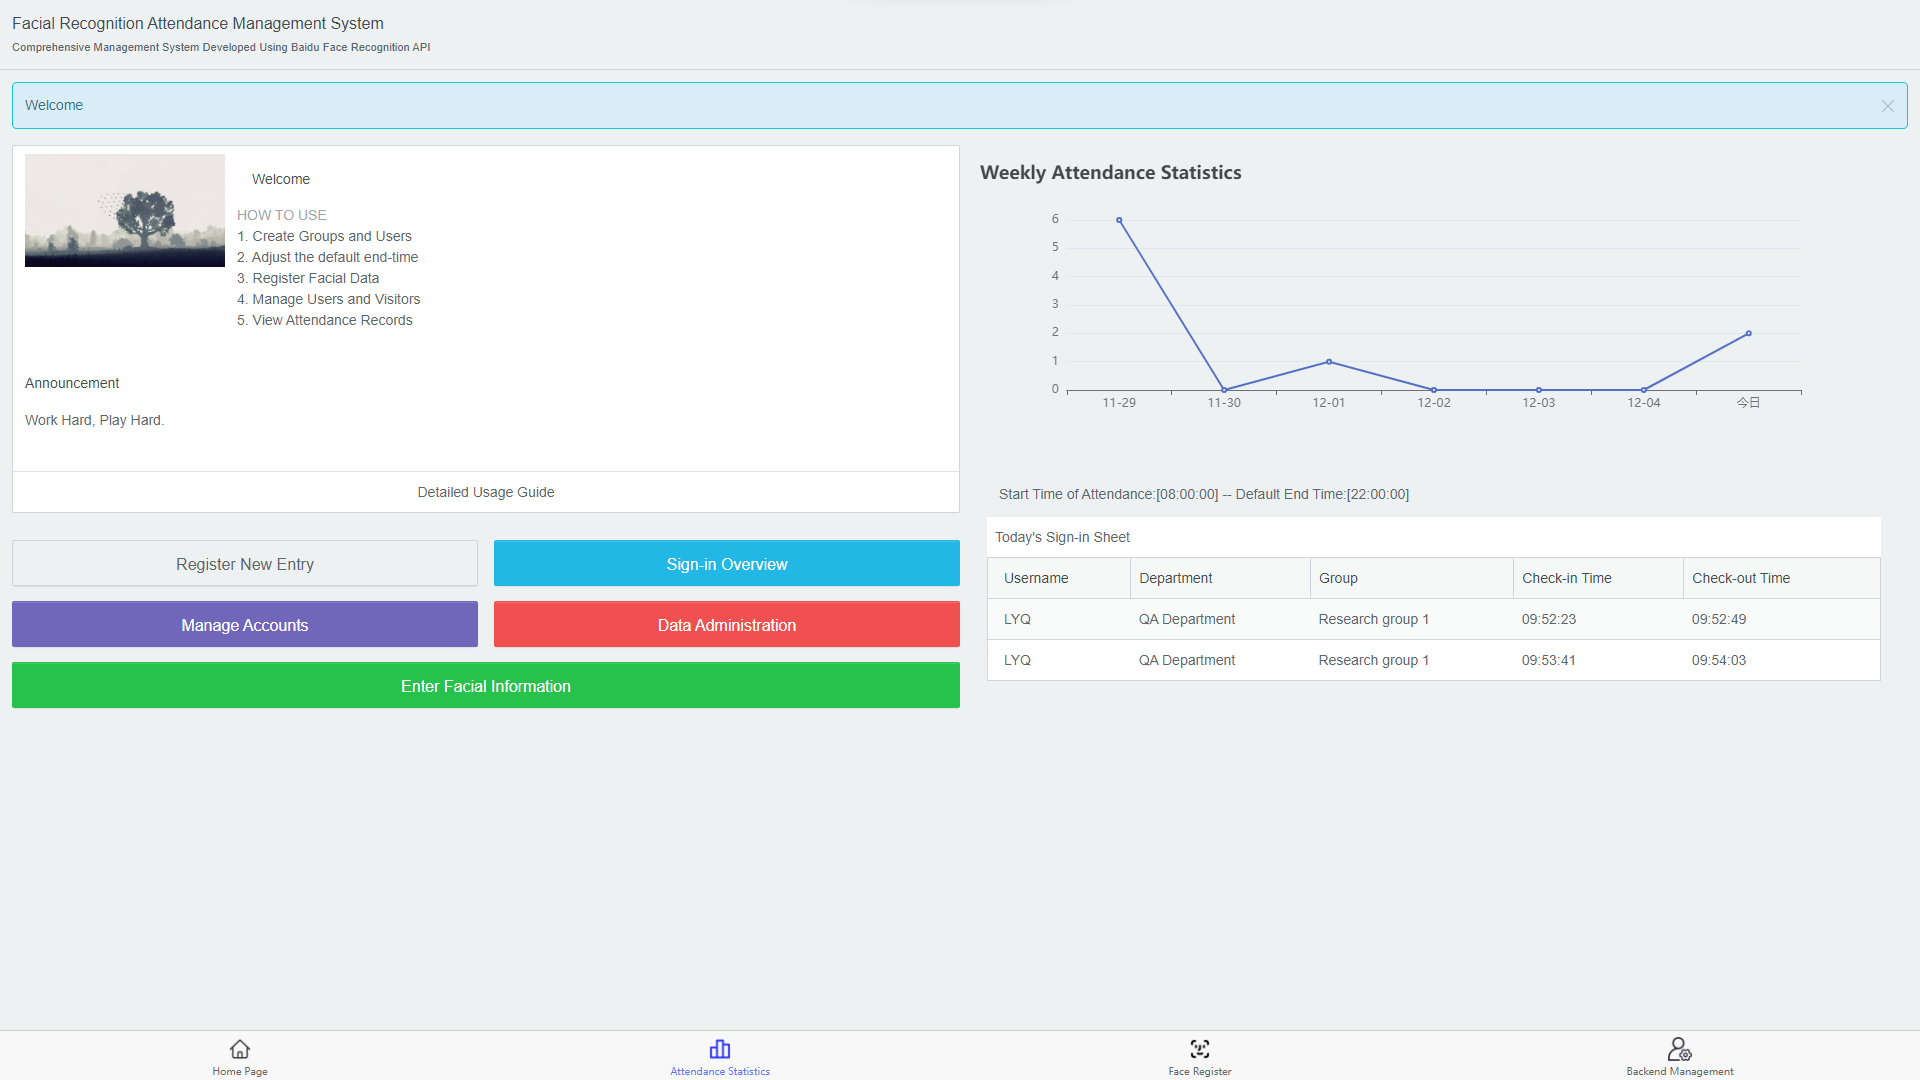 Facial Recognition Attendance Management System
Comprehensive Management System Developed Using Baidu Face Recognition API
Welcome
Welcome
HOW TO USE
1. Create Groups and Users
2. Adjust the default end-time
3. Register Facial Data
4. Manage Users and Visitors
5. View Attendance Records
Announcement
Work Hard, Play Hard.
Detailed Usage Guide
Register New Entry
Sign-in Overview
Manage Accounts
Data Administration
Enter Facial Information
Weekly Attendance Statistics
6
5
4
3
2
1
0
11-29 11-30 12-01 12-02 12-03 12-04 今日
Start Time of Attendance:[08:00:00] -- Default End Time:[22:00:00]
Today's Sign-in Sheet
Username Department Group Check-in Time Check-out Time
LYQ QA Department Research group 1 09:52:23 09:52:49
LYQ QA Department Research group 1 09:53:41 09:54:03
Home Page
Attendance Statistics
Face Register
Backend Management